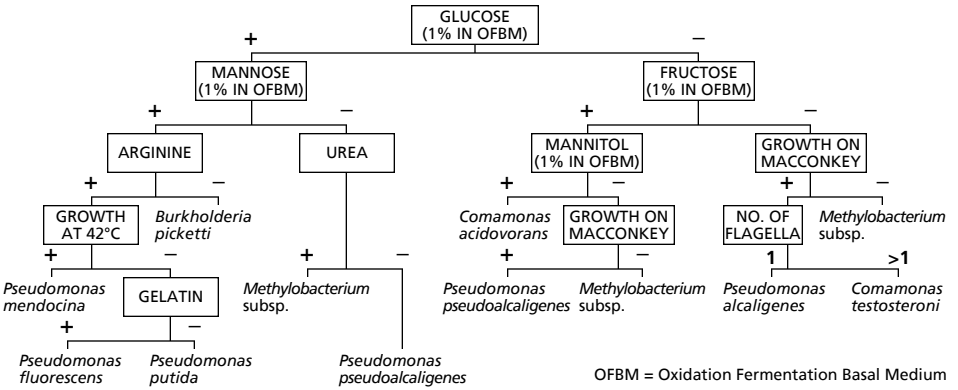 GLUCOSE
(1% IN OFBM)
+
−
MANNOSE
(1% IN OFBM)
FRUCTOSE
(1% IN OFBM)
+
−
+
−
ARGININE
UREA
MANNITOL
(1% IN OFBM)
GROWTH ON
MACCONKEY
+
−
+
−
+
−
GROWTH
AT 42°C
Burkholderia
picketti
Comamonas
acidovorans
GROWTH ON
MACCONKEY
NO. OF
FLAGELLA
Methylobacterium
subsp.
+
−
+
−
+
−
1
>1
Pseudomonas
mendocina
GELATIN
Methylobacterium
subsp.
Pseudomonas
pseudoalcaligenes
Methylobacterium
subsp.
Pseudomonas
alcaligenes
Comamonas
testosteroni
+
−
Pseudomonas
fluorescens
Pseudomonas
putida
Pseudomonas
pseudoalcaligenes
OFBM = Oxidation Fermentation Basal Medium